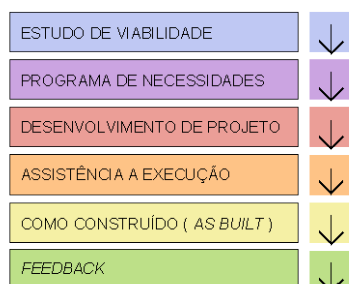 ESTUDO DE VIABILIDADE
PROGRAMA DE NECESSIDADES
DESENVOLVIMENTO DE PROJETO
ASSISTÊNCIA A EXECUÇÃO
COMO CONSTRUÍDO ( AS BUILT )
FEEDBACK